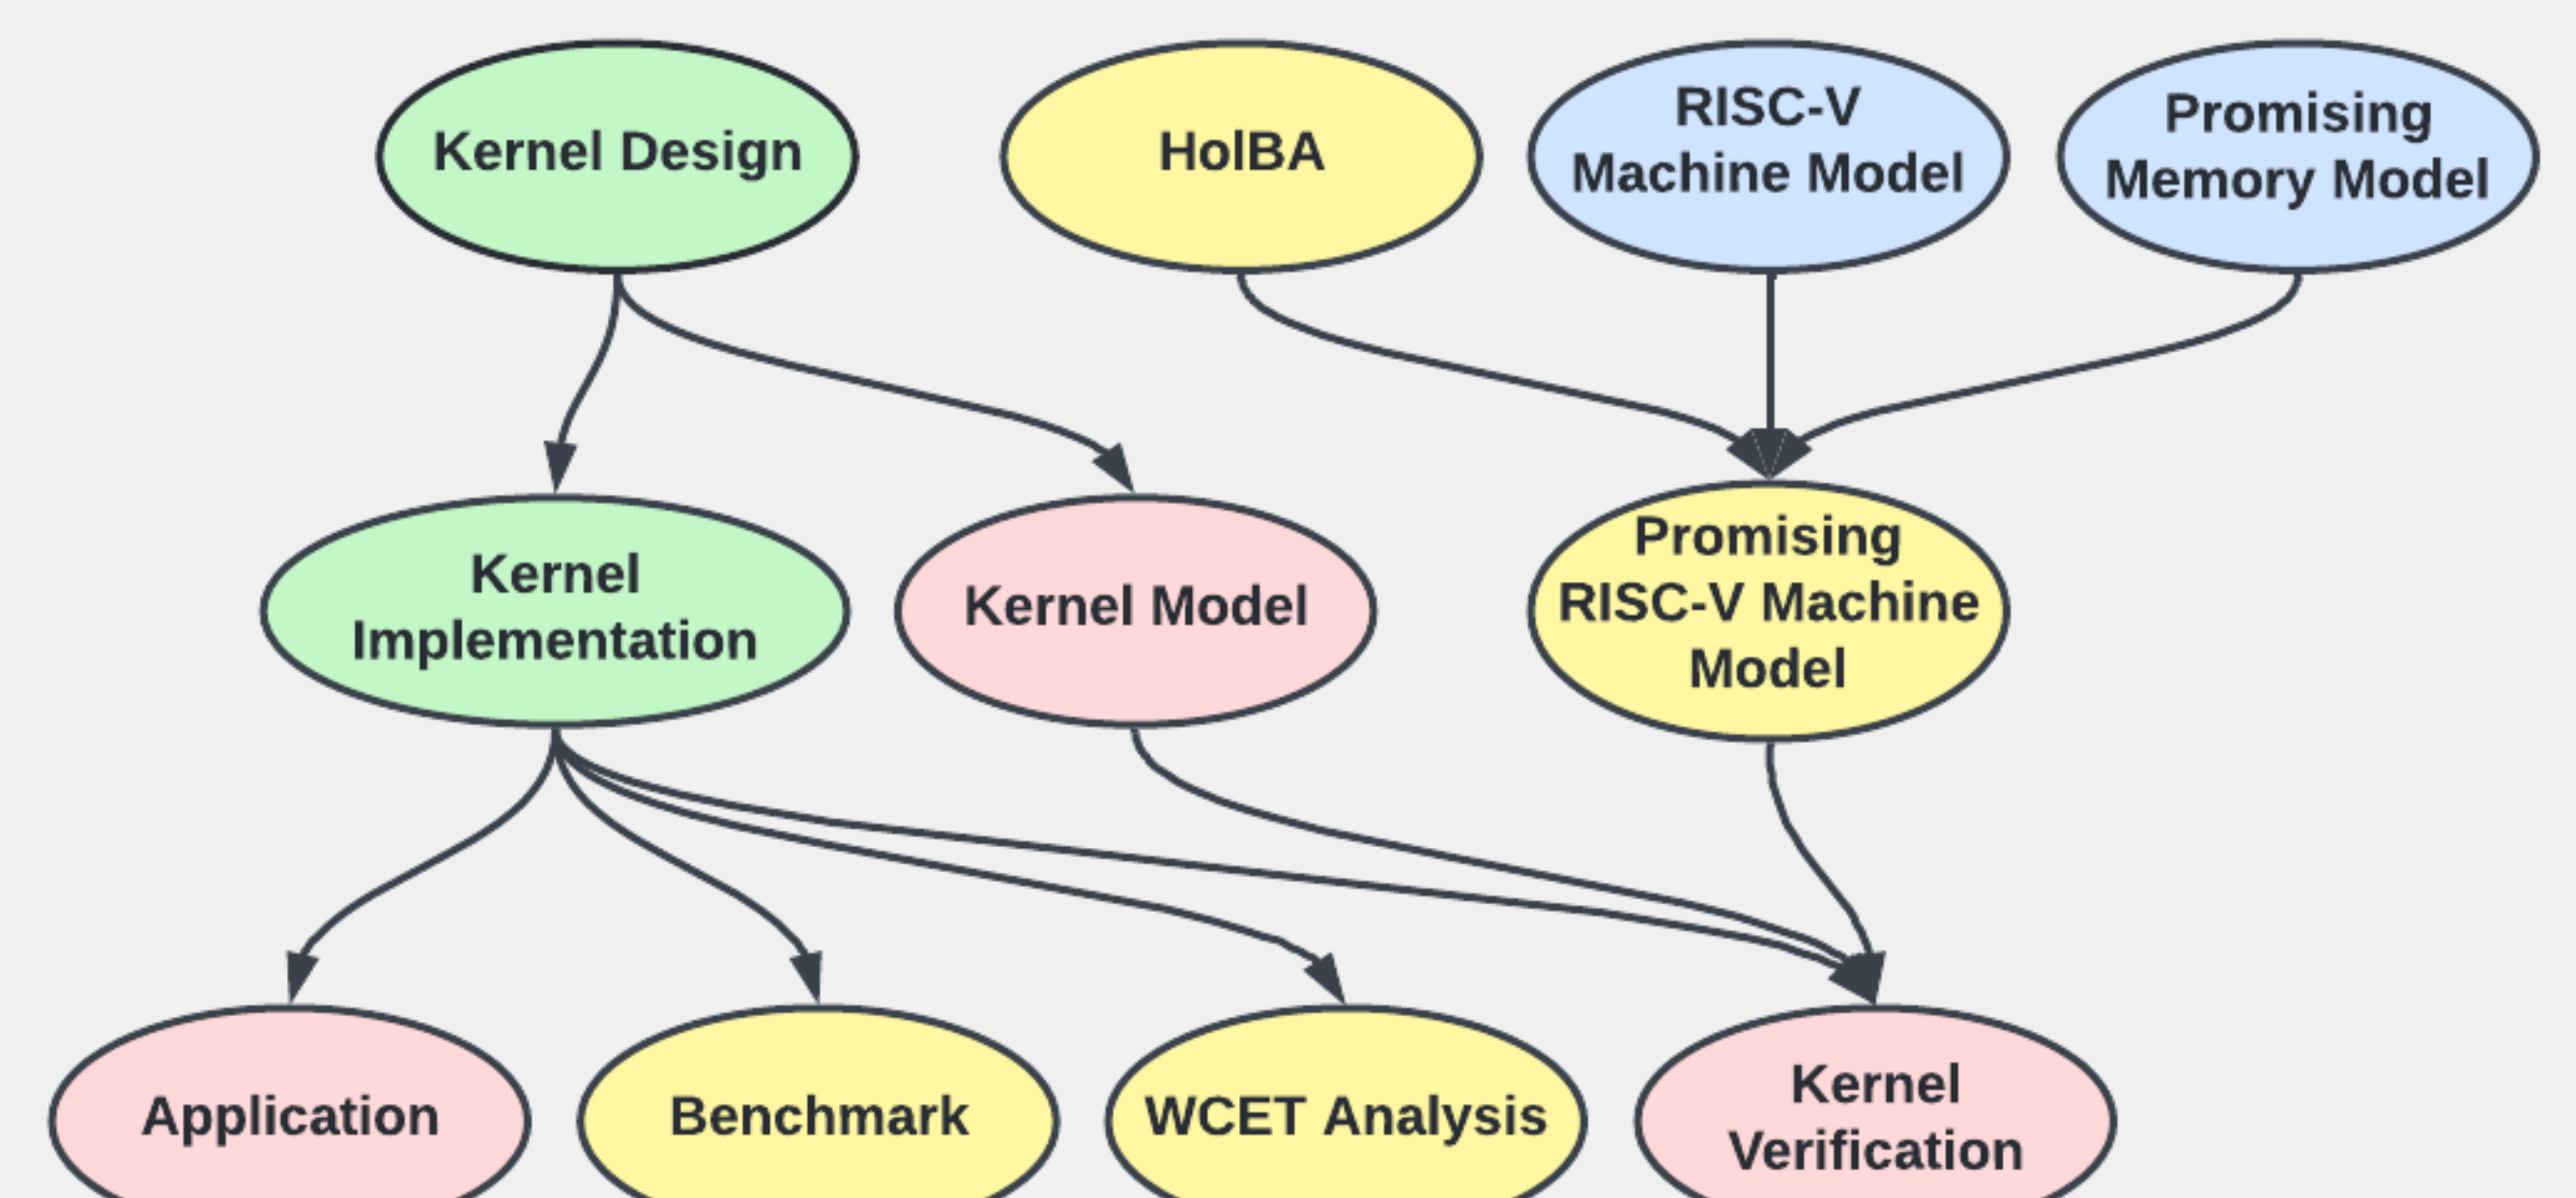 Kernel Design
HolBA
RISC-V
Machine Model
Promising
Memory Model
Kernel
Implementation
Kernel Model
Promising
RISC-V Machine
Model
Application
Benchmark
WCET Analysis
Kernel
Verification